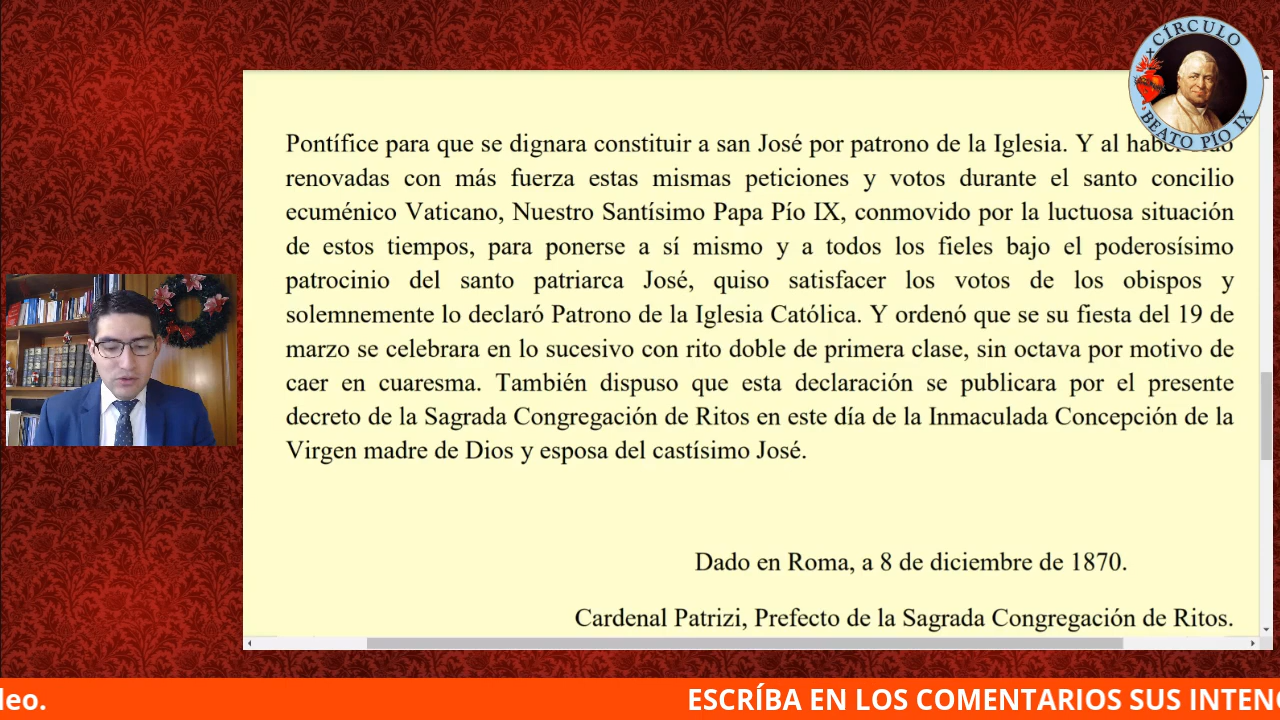 CÍRCULO
BEATO PÍO IX
Pontífice para que se dignara constituir a san José por patrono de la Iglesia. Y al haber
renovadas con más fuerza estas mismas peticiones y votos durante el santo concilio
ecuménico Vaticano, Nuestro Santísimo Papa Pío IX, conmovido por la luctuosa situación
de estos tiempos, para ponerse a sí mismo y a todos los fieles bajo el poderosísimo
patrocinio del santo patriarca José, quiso satisfacer los votos de los obispos y
solemnemente lo declaró Patrono de la Iglesia Católica. Y ordenó que se su fiesta del 19 de
marzo se celebrara en lo sucesivo con rito doble de primera clase, sin octava por motivo de
caer en cuaresma. También dispuso que esta declaración se publicara por el presente
decreto de la Sagrada Congregación de Ritos en este día de la Inmaculada Concepción de la
Virgen madre de Dios y esposa del castísimo José.
Dado en Roma, a 8 de diciembre de 1870.
Cardenal Patrizi, Prefecto de la Sagrada Congregación de Ritos.
leo. ESCRÍBA EN LOS COMENTARIOS SUS INTEN